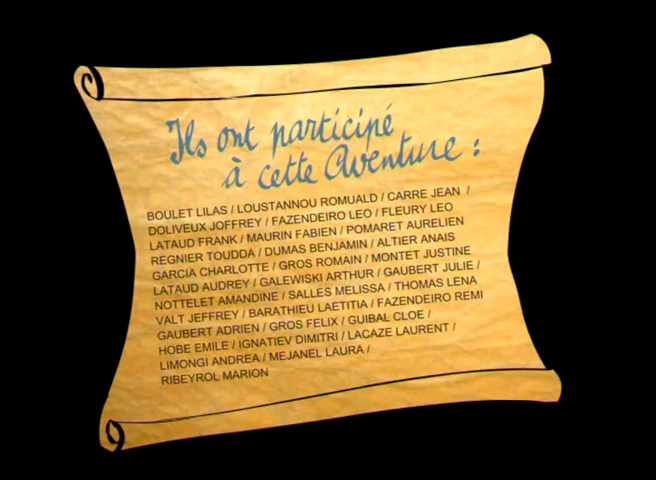 Ils ont participé
à cette Aventure :
BOULET LILAS / LOUSTANNOU ROMUALD / CARRE JEAN /
DOLIVEUX JOFFREY / FAZENDEIRO LEO / FLEURY LEO
LATAUD FRANK / MAURIN FABIEN / POMARET AURELIEN
REGNIER TOUDDA / DUMAS BENJAMIN / ALTIER ANAIS
GARCIA CHARLOTTE / GROS ROMAIN / MONTET JUSTINE
LATAUD AUDREY / GALEWISKI ARTHUR / GAUBERT JULIE /
NOTTELET AMANDINE / SALLES MELISSA / THOMAS LENA
VALT JEFFREY / BARATHIEU LAETITIA / FAZENDEIRO REMI
GAUBERT ADRIEN / GROS FELIX / GUIBAL CLOE /
HOBE EMILE / IGNATIEV DIMITRI / LACAZE LAURENT /
LIMONGI ANDREA / MEJANEL LAURA /
RIBEYROL MARION